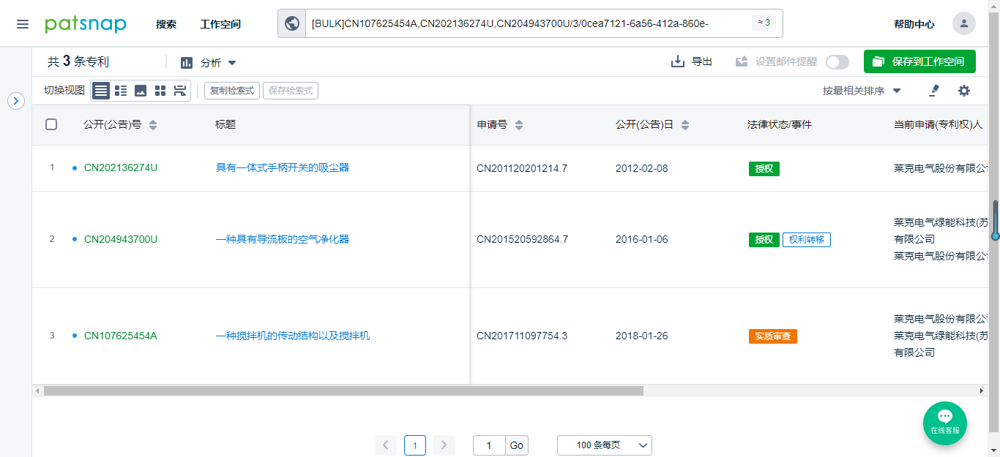 patsnap 搜索 工作空间 [BULK]CN107625454A,CN202136274U,CN204943700U/3/0cea7121-6a56-412a-860e- ≈ 3 帮助中心
共 3 条专利 分析 导出 设置邮件提醒 保存到工作空间
切换视图 复制检索式 保存检索式 按最相关排序
公开(公告)号 标题 申请号 公开(公告)日 法律状态/事件 当前申请(专利权)人
1 CN202136274U 具有一体式手柄开关的吸尘器 CN201120201214.7 2012-02-08 授权 莱克电气股份有限公
莱克电气绿能科技(苏
2 CN204943700U 一种具有导流板的空气净化器 CN201520592864.7 2016-01-06 授权 权利转移 有限公司
莱克电气股份有限公
莱克电气股份有限公
3 CN107625454A 一种搅拌机的传动结构以及搅拌机 CN201711097754.3 2018-01-26 实质审查 莱克电气绿能科技(苏
有限公司
在线客服
1 1 Go 100 条每页